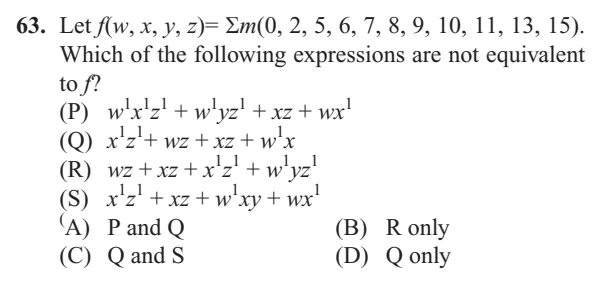 63. Let f(w, x, y, z)= Σm(0, 2, 5, 6, 7, 8, 9, 10, 11, 13, 15).
Which of the following expressions are not equivalent
to f?
(P) w¹x¹z¹ + w¹yz¹ + xz + wx¹
(Q) x¹z¹+ wz + xz + w¹x
(R) wz + xz + x¹z¹ + w¹yz¹
(S) x¹z¹ + xz + w¹xy + wx¹
(A) P and Q (B) R only
(C) Q and S (D) Q only